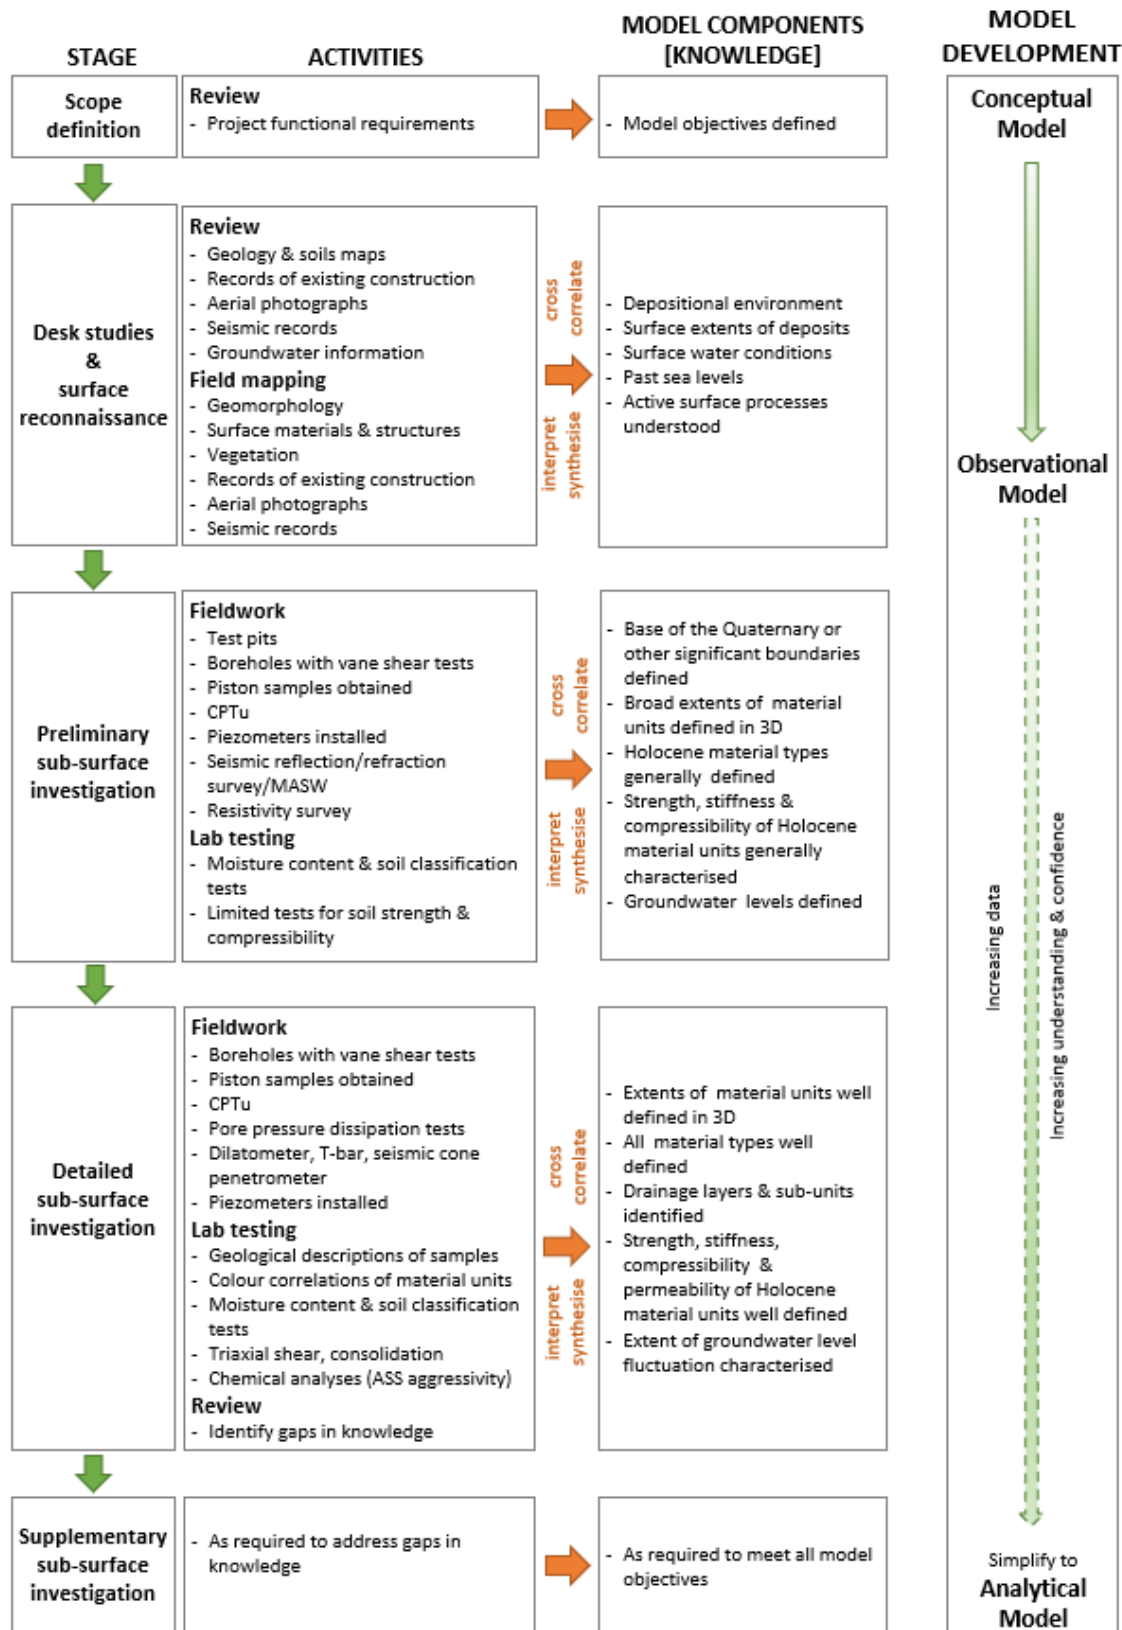 STAGE
ACTIVITIES
MODEL COMPONENTS
[KNOWLEDGE]
MODEL
DEVELOPMENT
Scope
definition
Review
- Project functional requirements
- Model objectives defined
Desk studies
&
surface
reconnaissance
Review
- Geology & soils maps
- Records of existing construction
- Aerial photographs
- Seismic records
- Groundwater information
Field mapping
- Geomorphology
- Surface materials & structures
- Vegetation
- Records of existing construction
- Aerial photographs
- Seismic records
cross
correlate
interpret
synthesise
- Depositional environment
- Surface extents of deposits
- Surface water conditions
- Past sea levels
- Active surface processes
understood
Preliminary
sub-surface
investigation
Fieldwork
- Test pits
- Boreholes with vane shear tests
- Piston samples obtained
- CPTu
- Piezometers installed
- Seismic reflection/refraction
survey/MASW
- Resistivity survey
Lab testing
- Moisture content & soil classification
tests
- Limited tests for soil strength &
compressibility
cross
correlate
interpret
synthesise
- Base of the Quaternary or
other significant boundaries
defined
- Broad extents of material
units defined in 3D
- Holocene material types
generally defined
- Strength, stiffness &
compressibility of Holocene
material units generally
characterised
- Groundwater levels defined
Detailed
sub-surface
investigation
Fieldwork
- Boreholes with vane shear tests
- Piston samples obtained
- CPTu
- Pore pressure dissipation tests
- Dilatometer, T-bar, seismic cone
penetrometer
- Piezometers installed
Lab testing
- Geological descriptions of samples
- Colour correlations of material units
- Moisture content & soil classification
tests
- Triaxial shear, consolidation
- Chemical analyses (ASS aggressivity)
Review
- Identify gaps in knowledge
cross
correlate
interpret
synthesise
- Extents of material units well
defined in 3D
- All material types well
defined
- Drainage layers & sub-units
identified
- Strength, stiffness,
compressibility &
permeability of Holocene
material units well defined
- Extent of groundwater level
fluctuation characterised
Supplementary
sub-surface
investigation
- As required to address gaps in
knowledge
- As required to meet all model
objectives
Conceptual
Model
Observational
Model
Increasing data
Increasing understanding & confidence
Simplify to
Analytical
Model